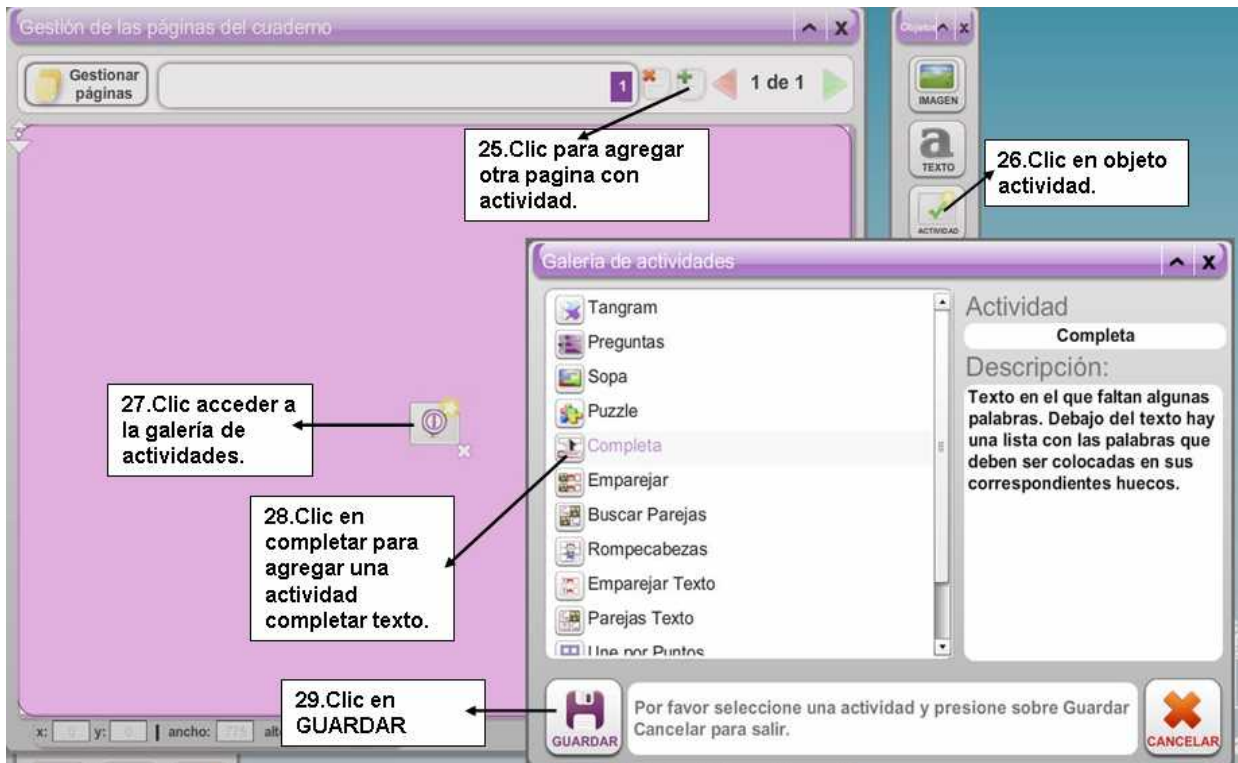 Gestión de las páginas del cuaderno
Gestionar
páginas
1
1 de 1
IMAGEN
a
TEXTO
ACTIVIDAD
25.Clic para agregar
otra pagina con
actividad.
26.Clic en objeto
actividad.
27.Clic acceder a
la galería de
actividades.
28.Clic en
completar para
agregar una
actividad
completar texto.
29.Clic en
GUARDAR
Galería de actividades
Tangram
Preguntas
Sopa
Puzzle
Completa
Emparejar
Buscar Parejas
Rompecabezas
Emparejar Texto
Parejas Texto
Une por Puntos
Actividad
Completa
Descripción:
Texto en el que faltan algunas
palabras. Debajo del texto hay
una lista con las palabras que
deben ser colocadas en sus
correspondientes huecos.
x: 0 y: 0 ancho: 775
GUARDAR
Por favor seleccione una actividad y presione sobre Guardar
Cancelar para salir.
CANCELAR